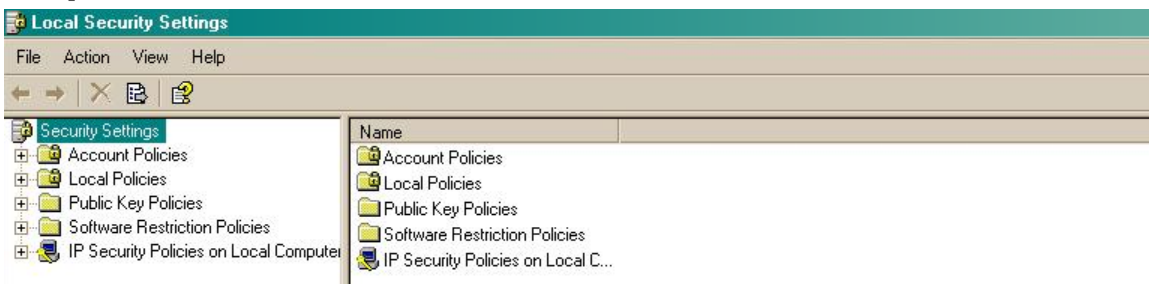 Local Security Settings
File Action View Help
Security Settings
Account Policies
Local Policies
Public Key Policies
Software Restriction Policies
IP Security Policies on Local Computer
Name
Account Policies
Local Policies
Public Key Policies
Software Restriction Policies
IP Security Policies on Local C...